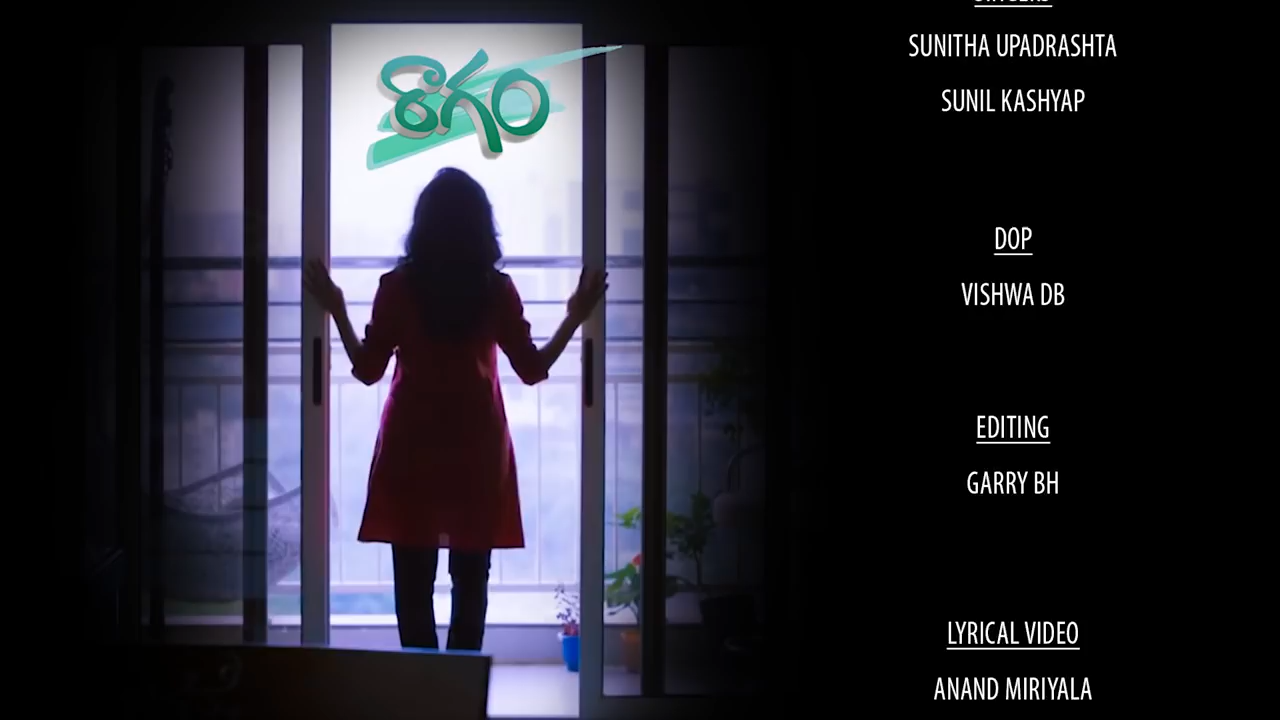 రాగం
SUNITHA UPADRASHTA
SUNIL KASHYAP
DOP
VISHWA DB
EDITING
GARRY BH
LYRICAL VIDEO
ANAND MIRIYALA